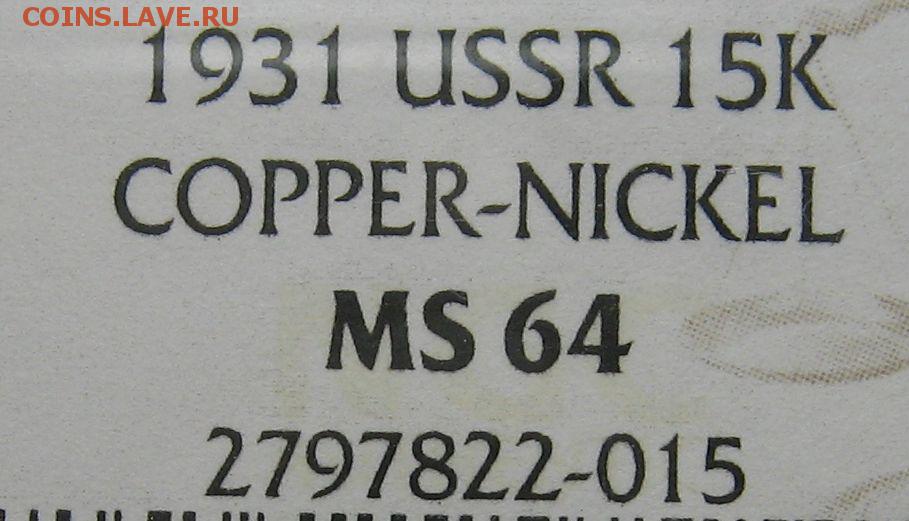 COINS.LAVE.RU
1931 USSR 15K
COPPER-NICKEL
MS 64
2797822-015